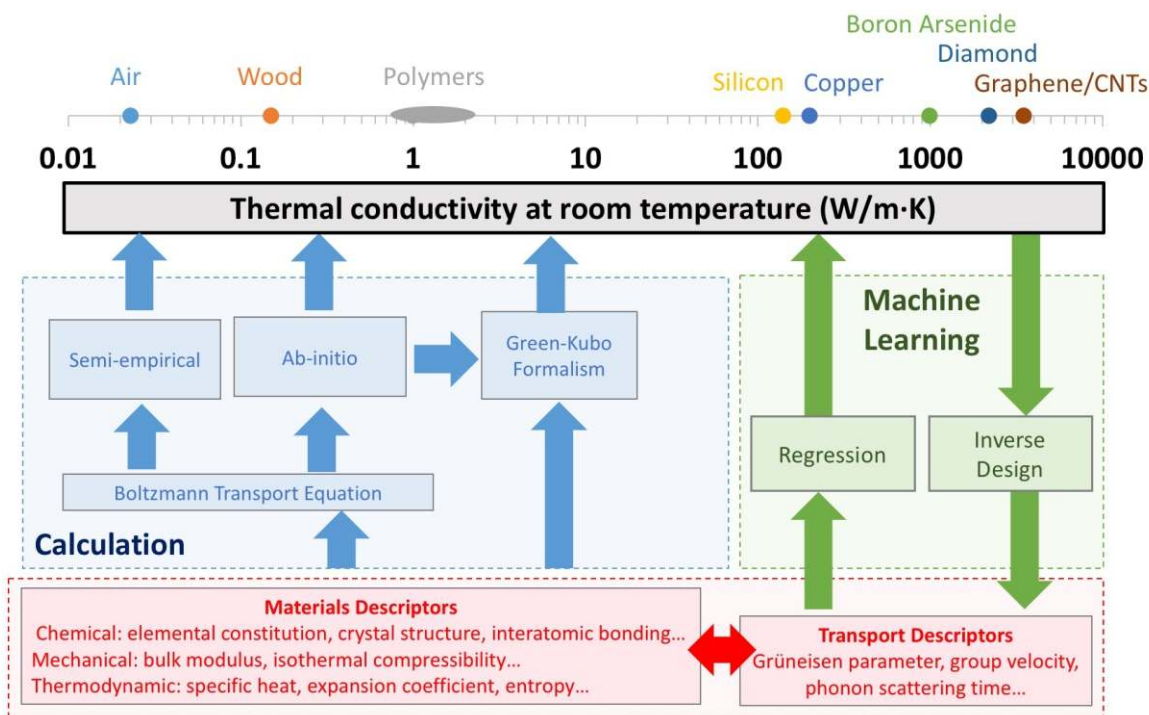 Boron Arsenide
Diamond
Air
Wood
Polymers
Silicon
Copper
Graphene/CNTs
0.01
0.1
1
10
100
1000
10000
Thermal conductivity at room temperature (W/m·K)
Machine
Learning
Semi-empirical
Ab-initio
Green-Kubo
Formalism
Regression
Inverse
Design
Boltzmann Transport Equation
Calculation
Materials Descriptors
Chemical: elemental constitution, crystal structure, interatomic bonding...
Mechanical: bulk modulus, isothermal compressibility...
Thermodynamic: specific heat, expansion coefficient, entropy...
Transport Descriptors
Grüneisen parameter, group velocity,
phonon scattering time...